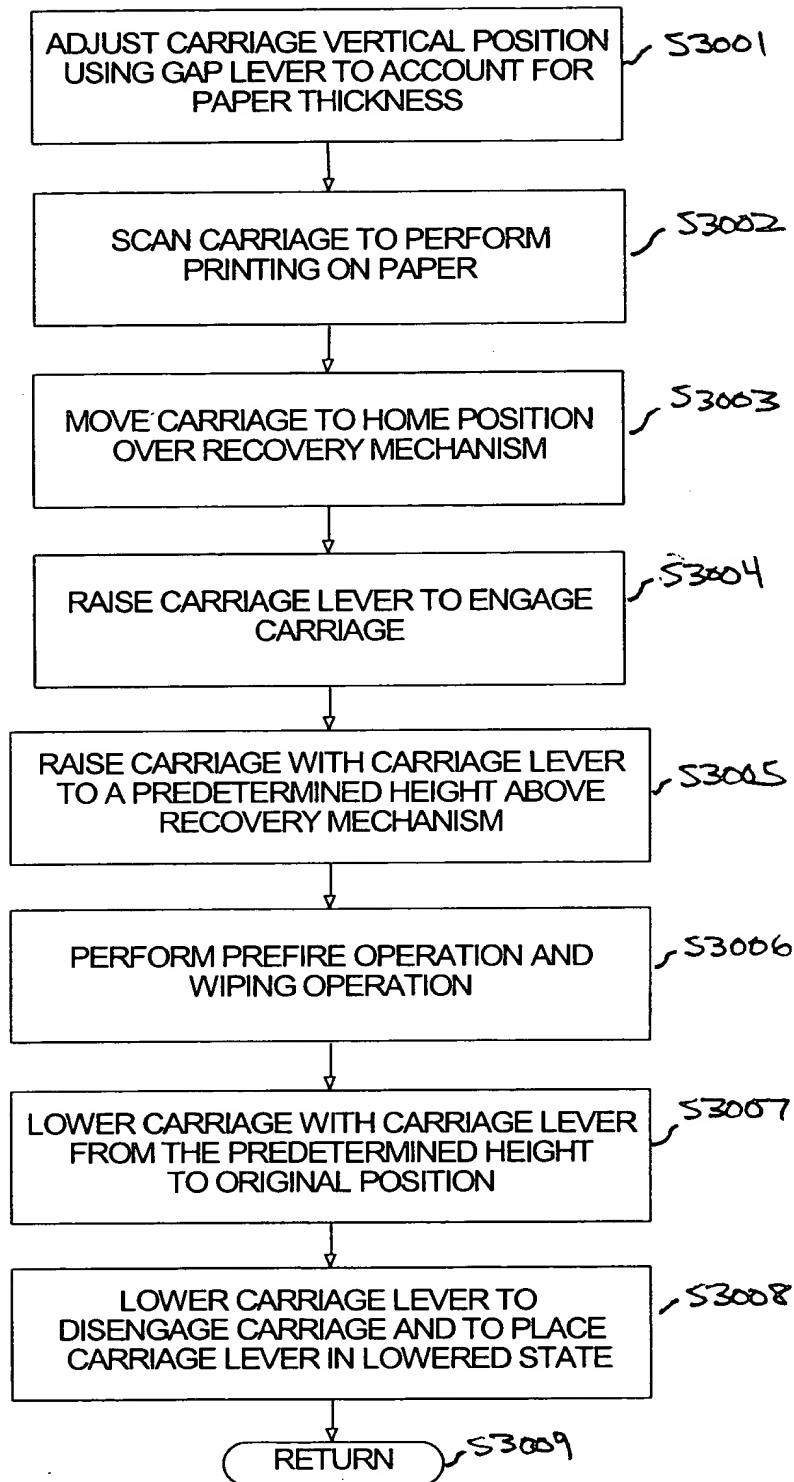 ADJUST CARRIAGE VERTICAL POSITION
USING GAP LEVER TO ACCOUNT FOR
PAPER THICKNESS
S3001
SCAN CARRIAGE TO PERFORM
PRINTING ON PAPER
S3002
MOVE CARRIAGE TO HOME POSITION
OVER RECOVERY MECHANISM
S3003
RAISE CARRIAGE LEVER TO ENGAGE
CARRIAGE
S3004
RAISE CARRIAGE WITH CARRIAGE LEVER
TO A PREDETERMINED HEIGHT ABOVE
RECOVERY MECHANISM
S3005
PERFORM PREFIRE OPERATION AND
WIPING OPERATION
S3006
LOWER CARRIAGE WITH CARRIAGE LEVER
FROM THE PREDETERMINED HEIGHT
TO ORIGINAL POSITION
S3007
LOWER CARRIAGE LEVER TO
DISENGAGE CARRIAGE AND TO PLACE
CARRIAGE LEVER IN LOWERED STATE
S3008
RETURN
S3009